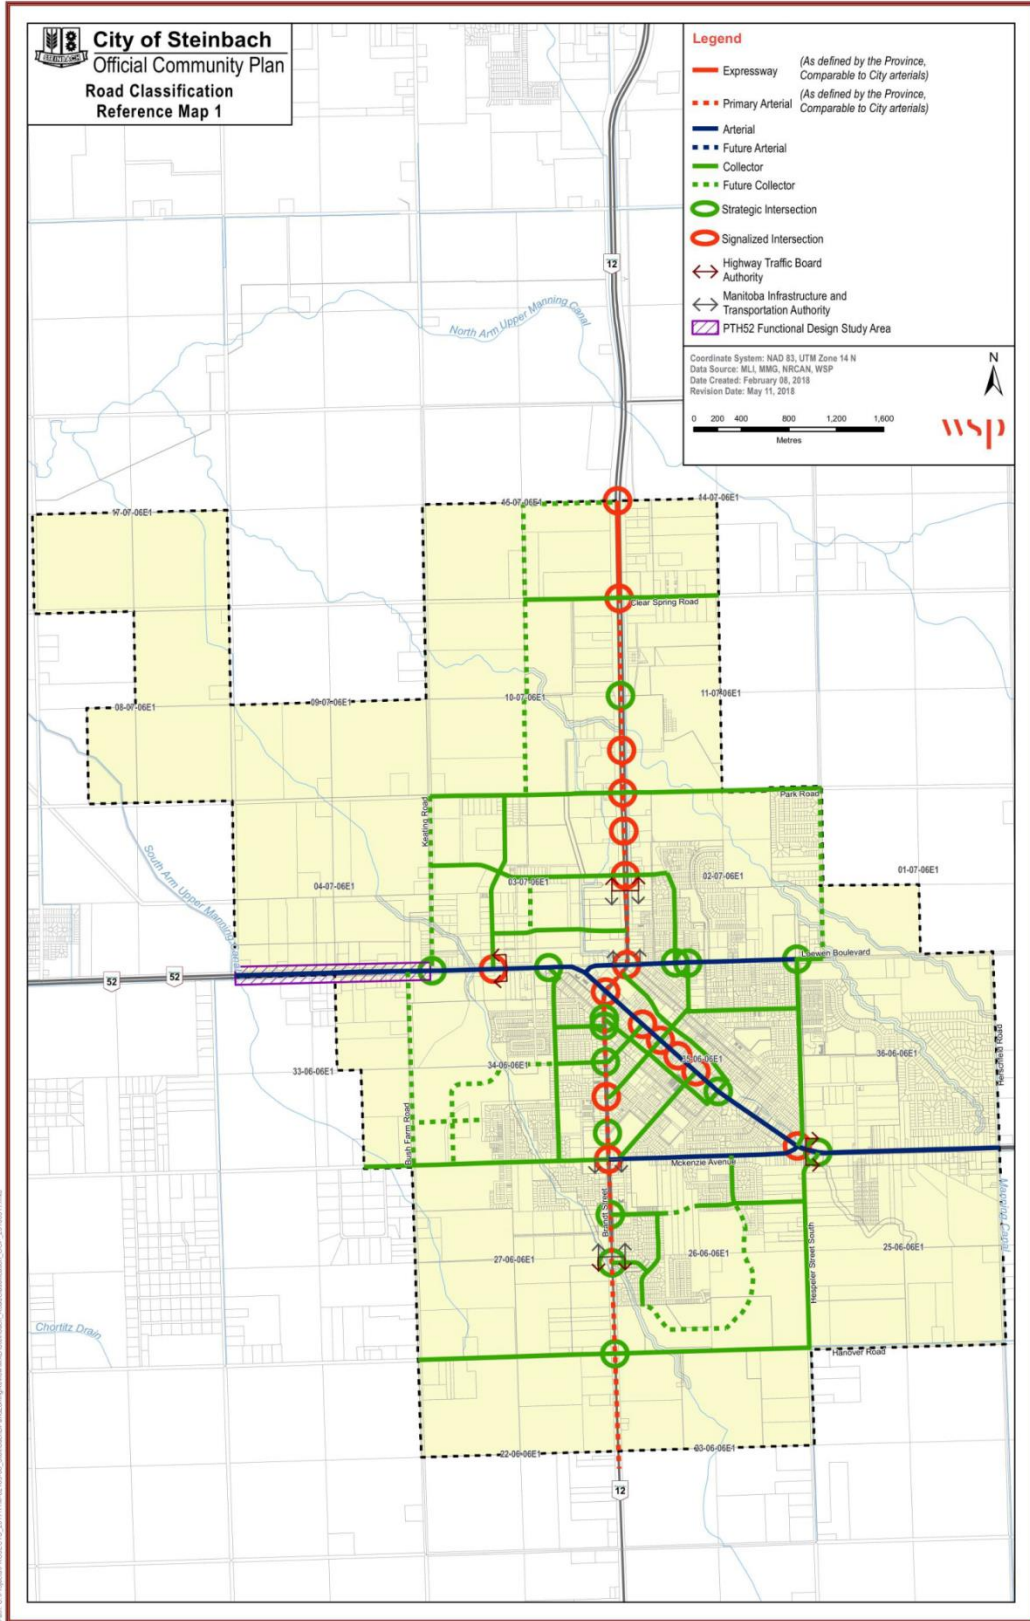 City of Steinbach
Official Community Plan
Road Classification
Reference Map 1
STEINBACH
Legend
Expressway
(As defined by the Province,
Comparable to City arterials)
Primary Arterial
(As defined by the Province,
Comparable to City arterials)
Arterial
Future Arterial
Collector
Future Collector
Strategic Intersection
Signalized Intersection
Highway Traffic Board
Authority
Manitoba Infrastructure and
Transportation Authority
PTH52 Functional Design Study Area
Coordinate System: NAD 83, UTM Zone 14 N
Data Source: MLI, MMG, NRCAN, WSP
Date Created: February 08, 2018
Revision Date: May 11, 2018
N
0 200 400 800 1,200 1,600
Metres
wsp
12
North Arm Upper Manning Canal
17-07-06E1
15-07-06E1
14-07-06E1
Clear Spring Road
08-07-06E1
09-07-06E1
10-07-06E1
11-07-06E1
Park Road
Keating Road
South Arm Upper Manning
04-07-06E1
03-07-06E1
02-07-06E1
01-07-06E1
Loewen Boulevard
52
52
33-06-06E1
34-06-06E1
35-06-06E1
36-06-06E1
Herschfield Road
Bush Farm Road
Mckenzie Avenue
Brandt Street
Manning Canal
27-06-06E1
26-06-06E1
25-06-06E1
Hespeler Street South
Chortitz Drain
Hanover Road
22-06-06E1
03-06-06E1
12